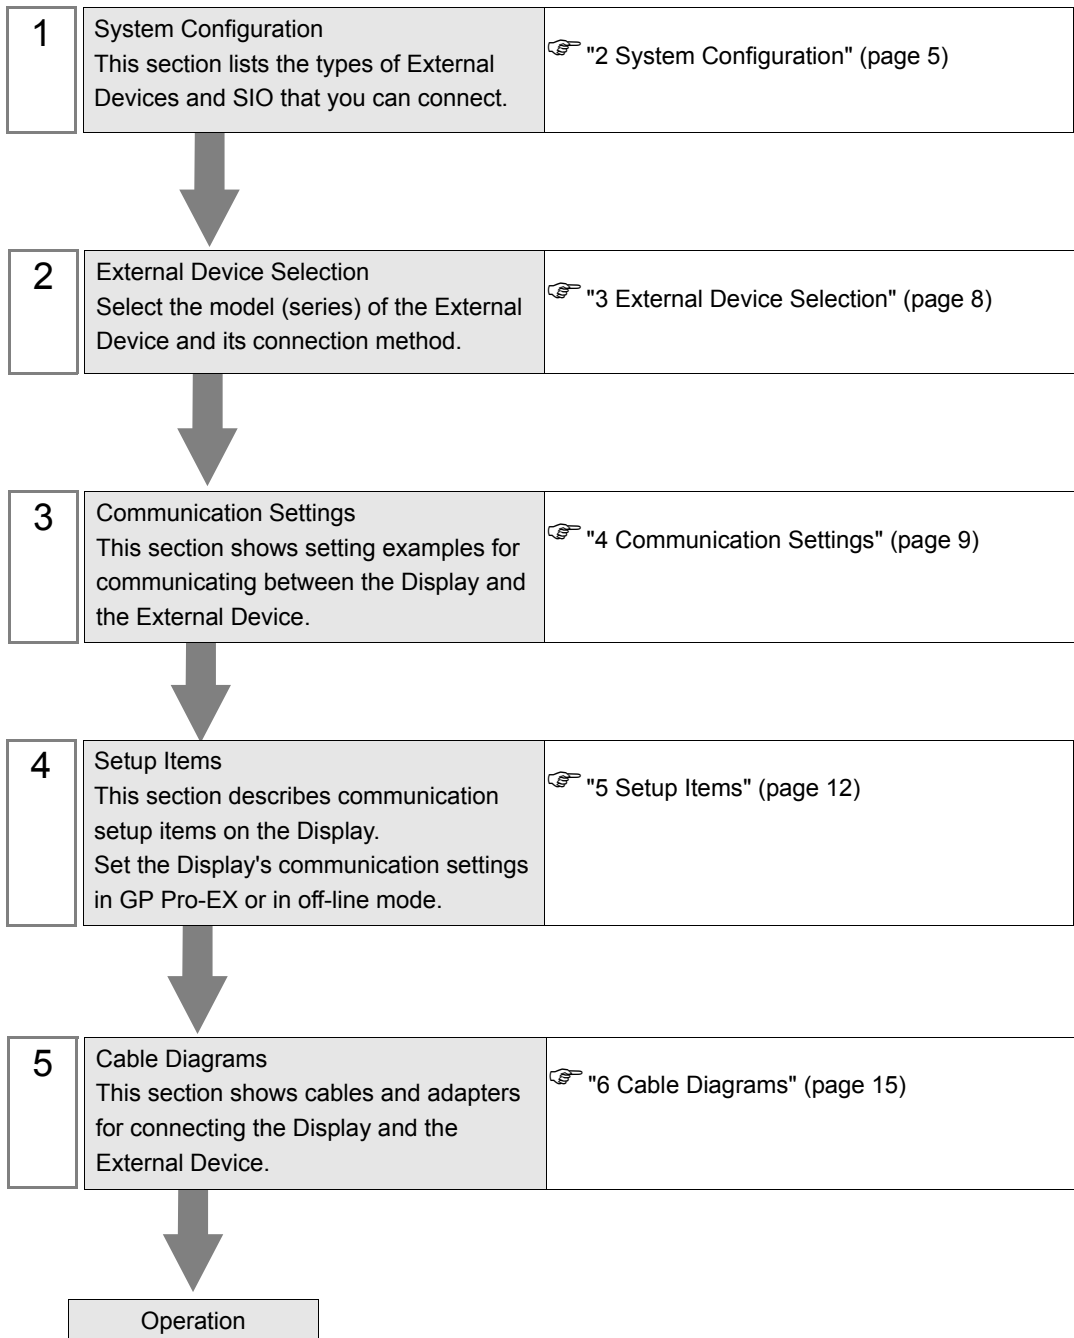 1
System Configuration
This section lists the types of External
Devices and SIO that you can connect.
"2 System Configuration" (page 5)
2
External Device Selection
Select the model (series) of the External
Device and its connection method.
"3 External Device Selection" (page 8)
3
Communication Settings
This section shows setting examples for
communicating between the Display and
the External Device.
"4 Communication Settings" (page 9)
4
Setup Items
This section describes communication
setup items on the Display.
Set the Display's communication settings
in GP Pro-EX or in off-line mode.
"5 Setup Items" (page 12)
5
Cable Diagrams
This section shows cables and adapters
for connecting the Display and the
External Device.
"6 Cable Diagrams" (page 15)
Operation